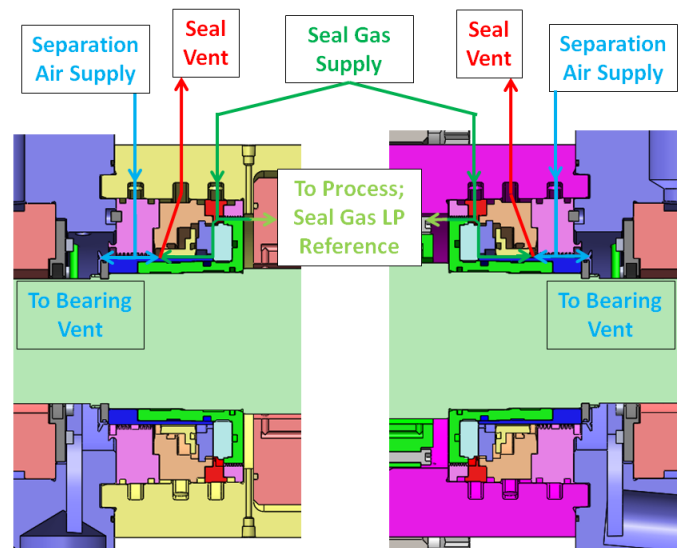 Separation
Air Supply
Seal
Vent
Seal Gas
Supply
Seal
Vent
Separation
Air Supply
To Process;
Seal Gas LP
Reference
To Bearing
Vent
To Bearing
Vent